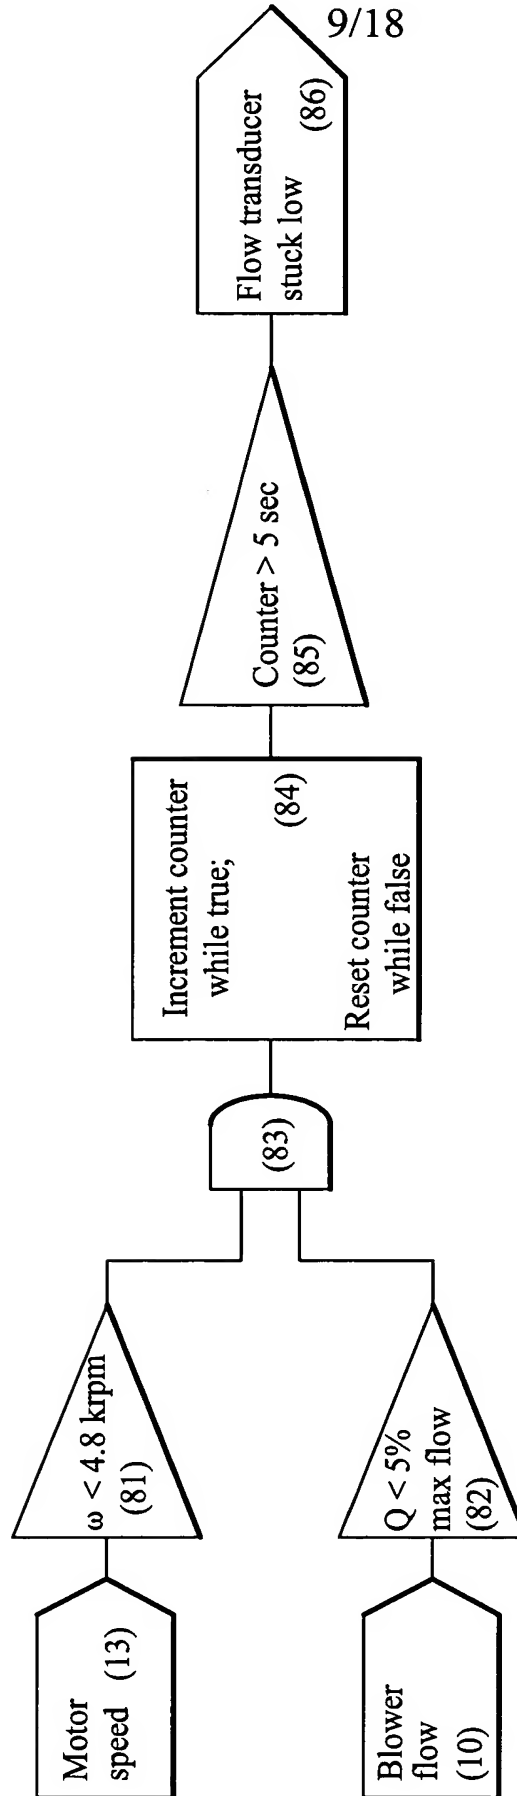 9/18
Motor
speed (13)
ω < 4.8 krpm
(81)
Blower
flow
(10)
Q < 5%
max flow
(82)
(83)
Increment counter
while true;
(84)
Reset counter
while false
Counter > 5 sec
(85)
Flow transducer
stuck low
(86)